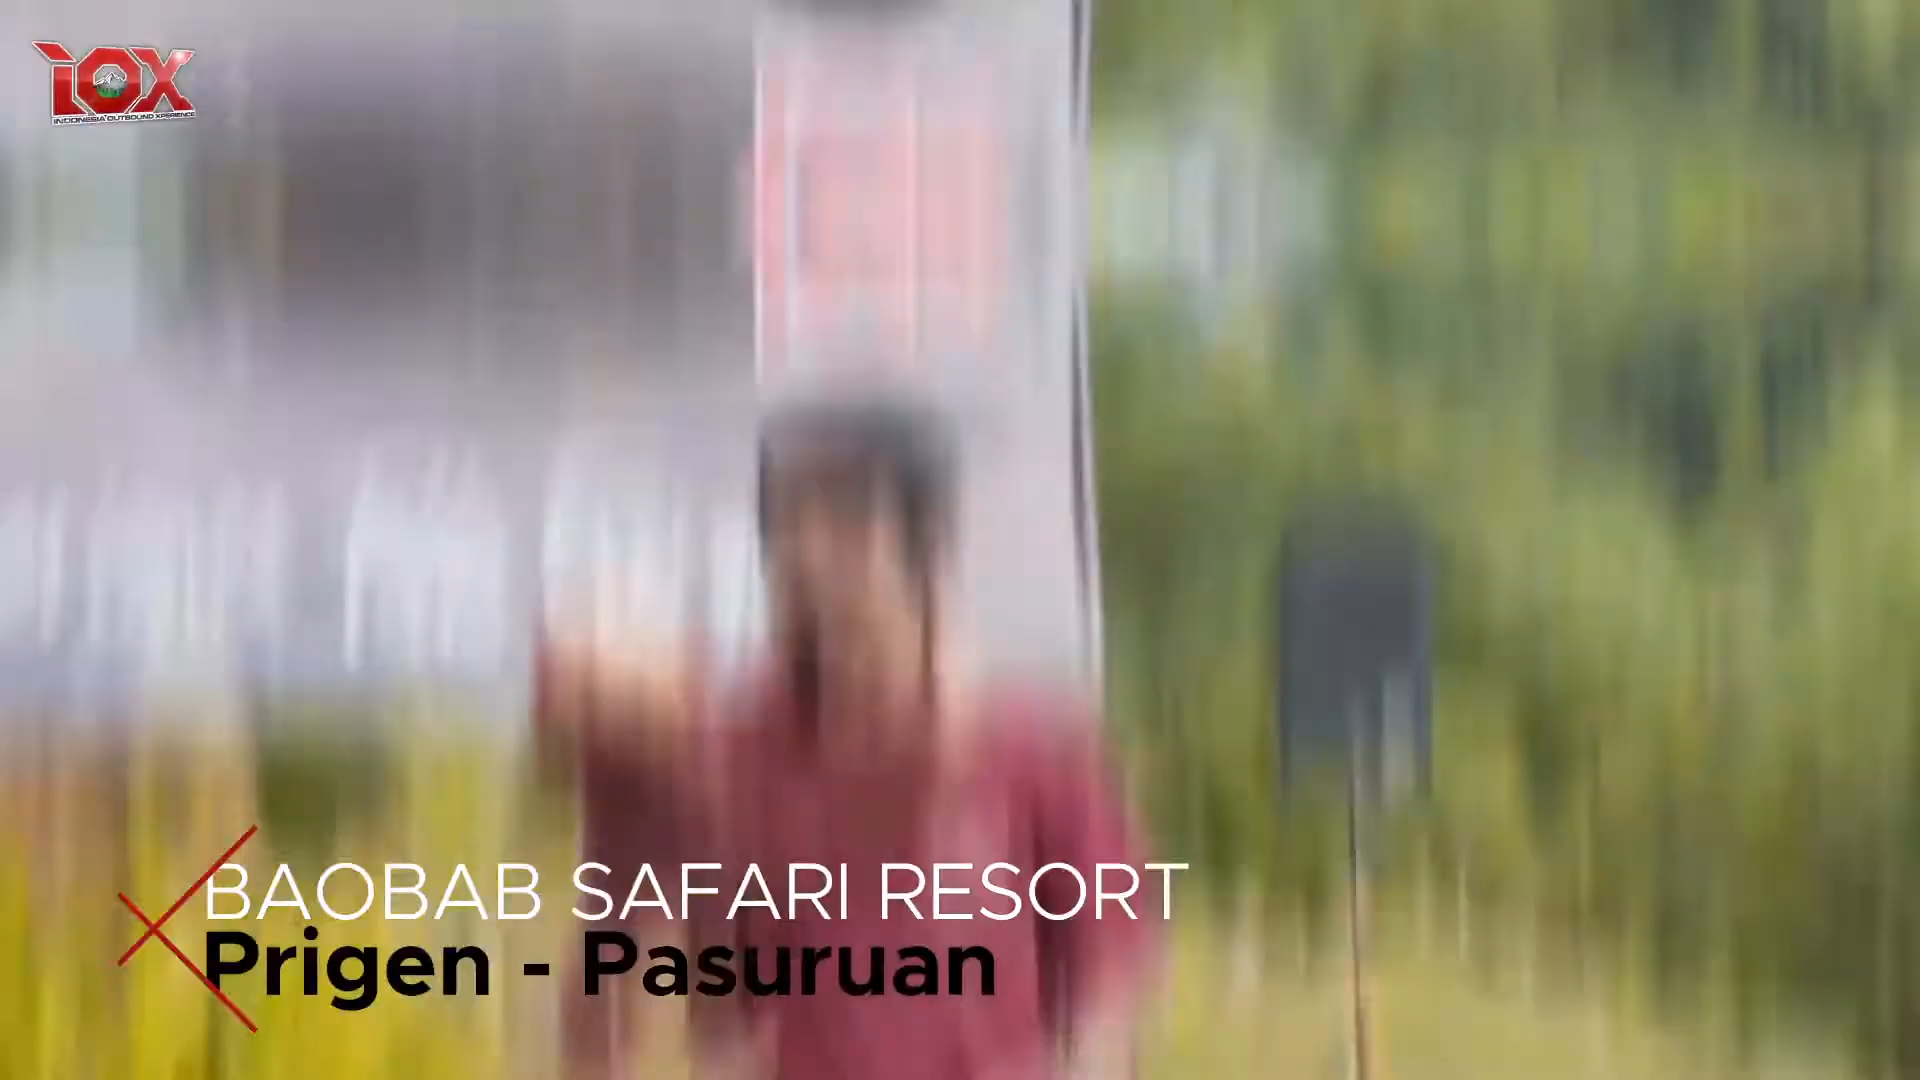 iOX
INDONESIA OUTBOUND XPERIENCE
BAOBAB SAFARI RESORT
Prigen - Pasuruan